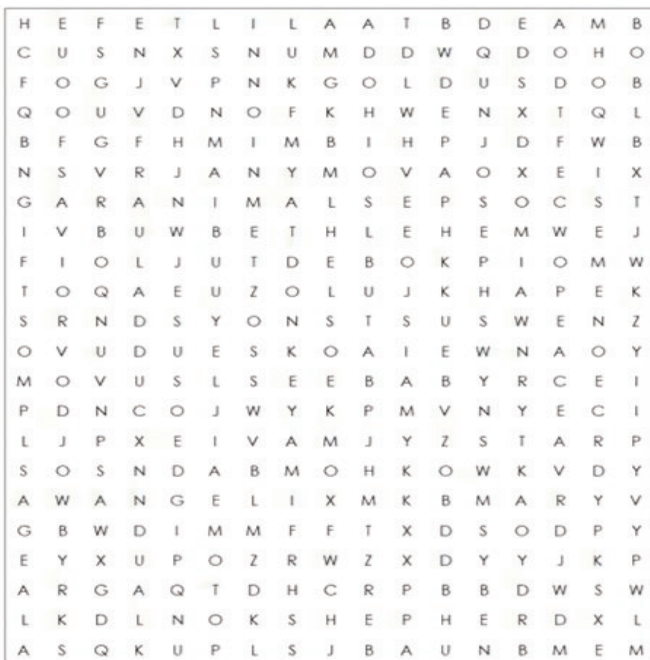 H E F E T L I L A A T B D E A M B
C U S N X S N U M D D W Q D O H O
F O G J V P N K G O L D U S D O B
Q O U V D N O F K H W E N X T Q L
B F G F H M I M B I H P J D F W B
N S V R J A N Y M O V A O X E I X
G A R A N I M A L S E P S O C S T
I V B U W B E T H L E H E M W E J
F I O L J U T D E B O K P I O M W
T O Q A E U Z O L U J K H A P E K
S R N D S Y O N S T S U S W E N Z
O V U D U E S K O A I E W N A O Y
M O V U S L S E E B A B Y R C E I
P D N C O J W Y K P M V N Y E C I
L J P X E I V A M J Y Z S T A R P
S O S N D A B M O H K O W K V D Y
A W A N G E L I X M K B M A R Y V
G B W D I M M F F T X D S O D P Y
E Y X U P O Z R W Z X D Y Y J K P
A R G A Q T D H C R P B B D W S W
L K D L N O K S H E P H E R D X L
A S Q K U P L S J B A U N B M E M